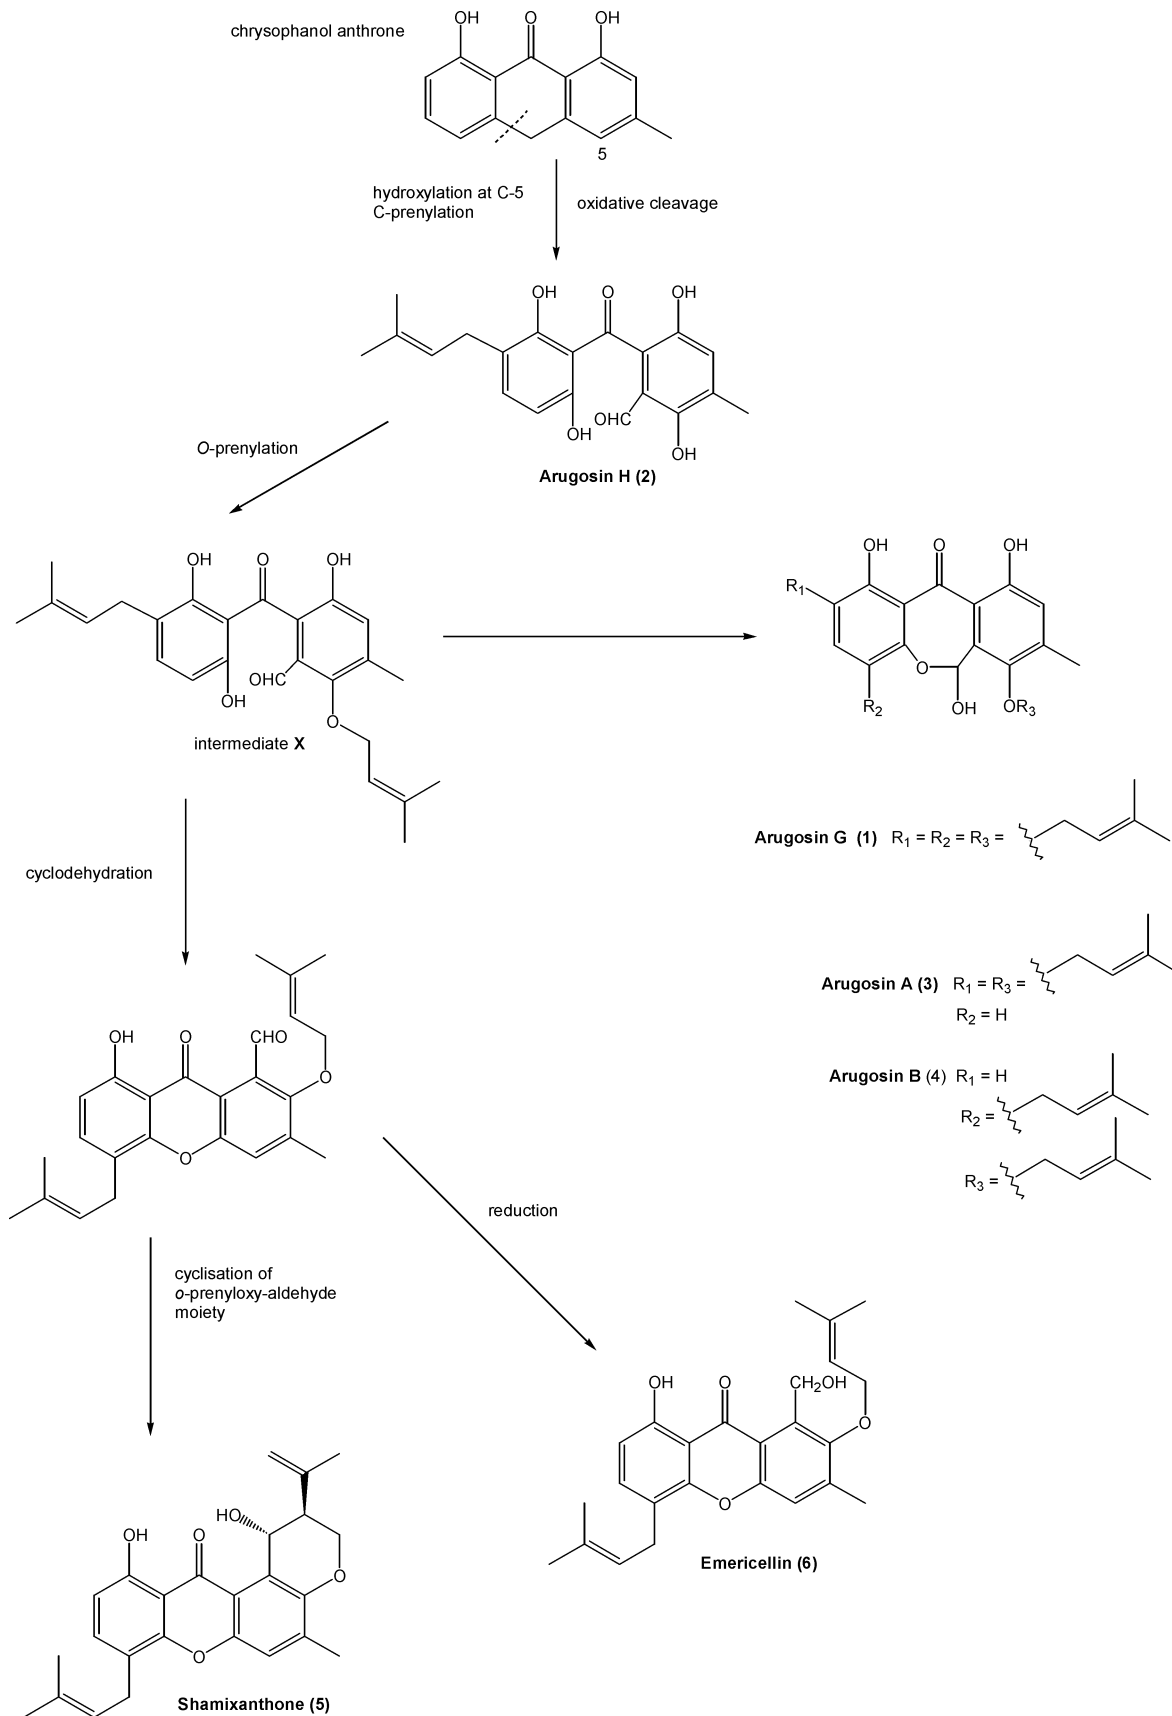 chrysophanol anthrone
OH O OH
5
hydroxylation at C-5
C-prenylation
oxidative cleavage
OH O OH
OHC
OH
OH
Arugosin H (2)
O-prenylation
OH O OH
OHC
OH
O
intermediate X
OH O OH
R1
O
R2 OH OR3
Arugosin G (1) R1 = R2 = R3 =
cyclodehydration
Arugosin A (3) R1 = R3 =
R2 = H
Arugosin B (4) R1 = H
R2 =
R3 =
OH O CHO
O
O
reduction
cyclisation of
o-prenyloxy-aldehyde
moiety
OH O CH2OH
O
O
Emericellin (6)
HO
OH O
O
O
Shamixanthone (5)